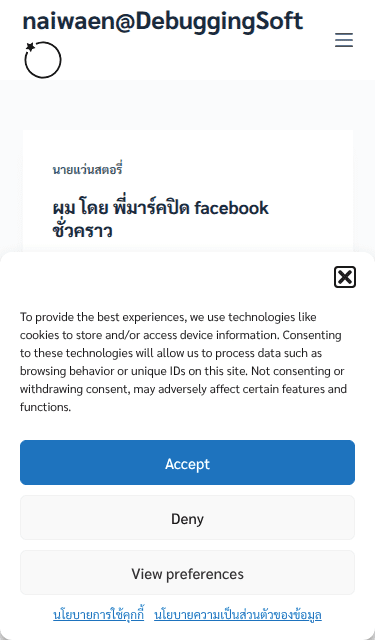 naiwaen@DebuggingSoft
นายแว่นสตอรี่
ผม โดย พี่มาร์คปิด facebook
ชั่วคราว
To provide the best experiences, we use technologies like
cookies to store and/or access device information. Consenting
to these technologies will allow us to process data such as
browsing behavior or unique IDs on this site. Not consenting or
withdrawing consent, may adversely affect certain features and
functions.
Accept
Deny
View preferences
นโยบายการใช้คุกกี้ นโยบายความเป็นส่วนตัวของข้อมูล